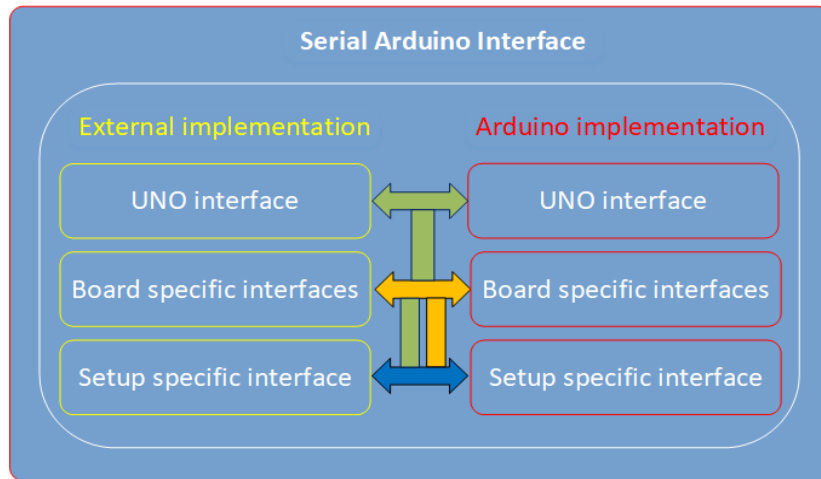 Serial Arduino Interface
External implementation
Arduino implementation
UNO interface
UNO interface
Board specific interfaces
Board specific interfaces
Setup specific interface
Setup specific interface